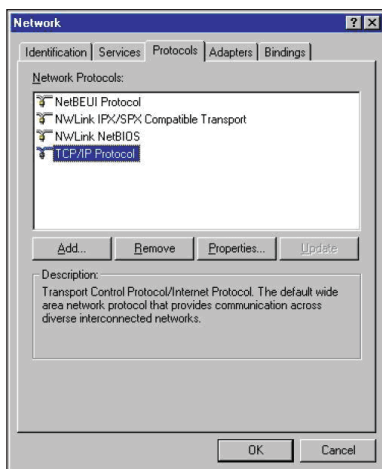 Network
Identification Services Protocols Adapters Bindings
Network Protocols:
NetBEUI Protocol
NWLink IPX/SPX Compatible Transport
NWLink NetBIOS
TCP/IP Protocol
Add... Remove Properties... Update
Description:
Transport Control Protocol/Internet Protocol. The default wide
area network protocol that provides communication across
diverse interconnected networks.
OK Cancel